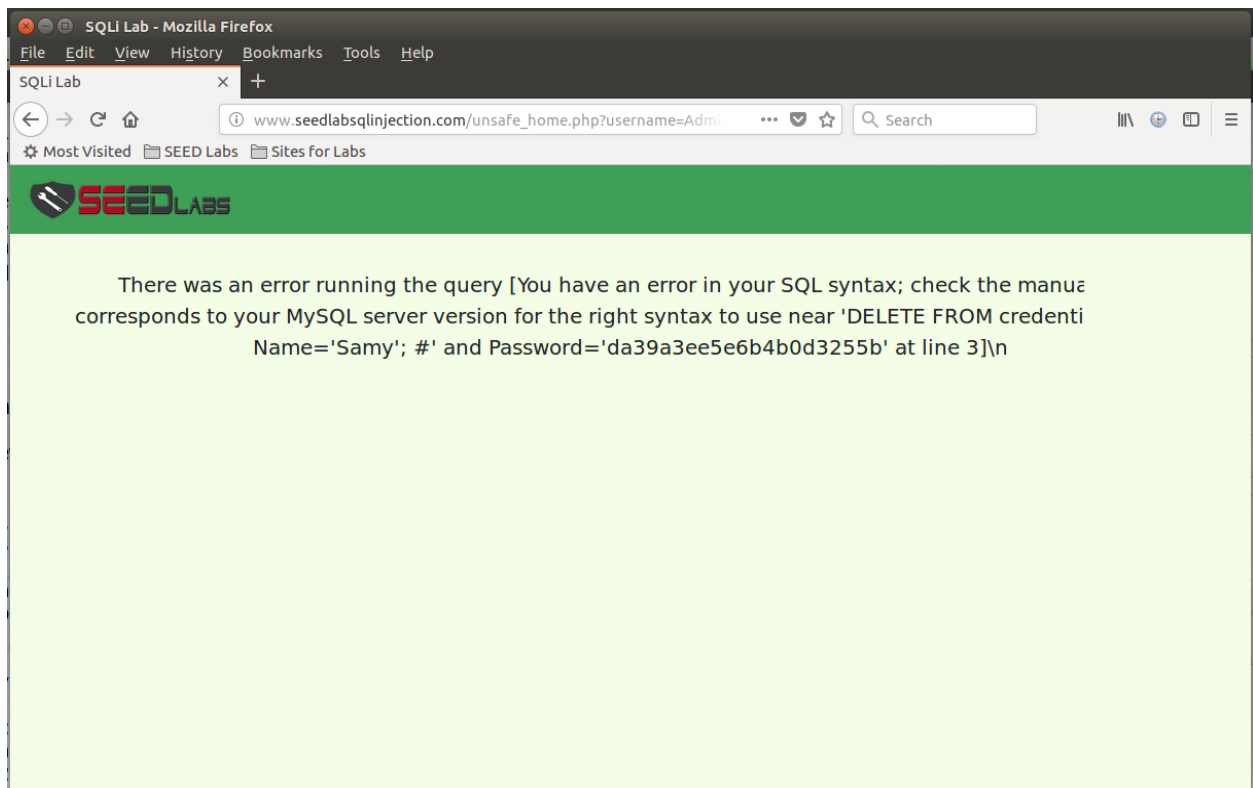 SQLi Lab - Mozilla Firefox
File Edit View History Bookmarks Tools Help
SQLi Lab
www.seedlabsqlinjection.com/unsafe_home.php?username=Admi
Search
Most Visited SEED Labs Sites for Labs
SEEDLABS
There was an error running the query [You have an error in your SQL syntax; check the manua
corresponds to your MySQL server version for the right syntax to use near 'DELETE FROM credenti
Name='Samy'; #' and Password='da39a3ee5e6b4b0d3255b' at line 3]\n